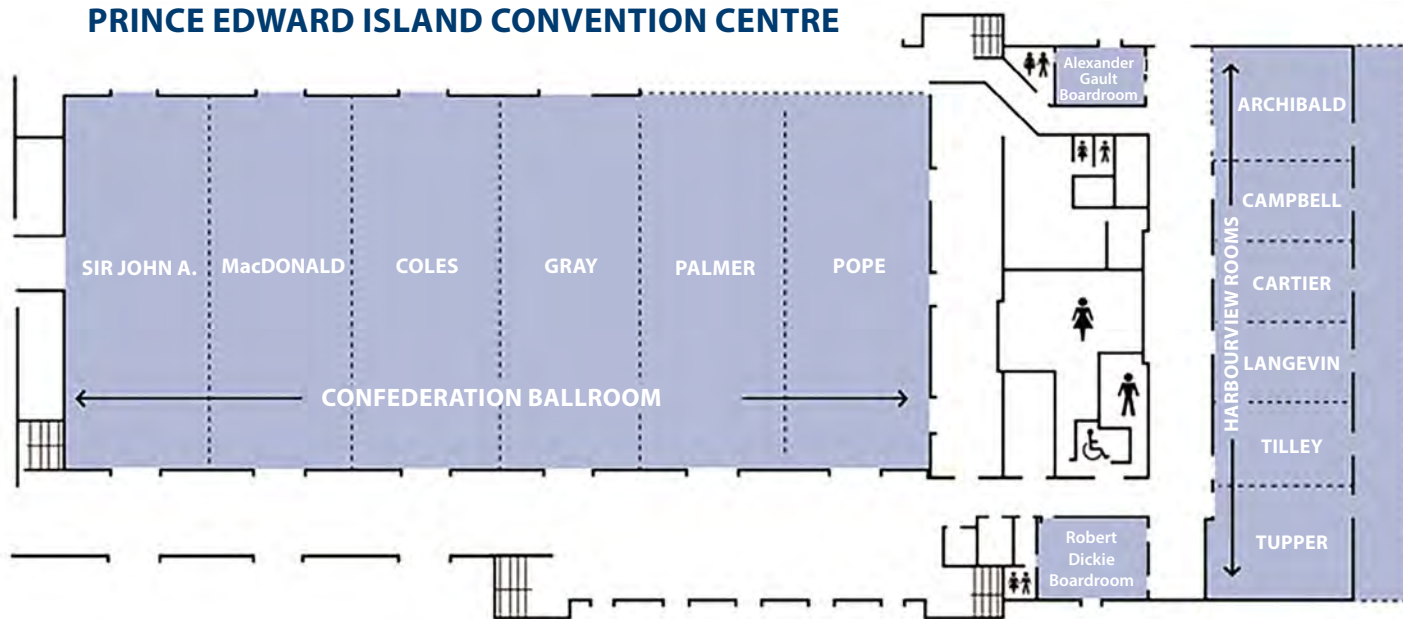 PRINCE EDWARD ISLAND CONVENTION CENTRE
Alexander
Gault
Boardroom
ARCHIBALD
CAMPBELL
SIR JOHN A.
MacDONALD
COLES
GRAY
PALMER
POPE
CARTIER
HARBOURVIEW ROOMS
LANGEVIN
CONFEDERATION BALLROOM
TILLEY
Robert
Dickie
Boardroom
TUPPER